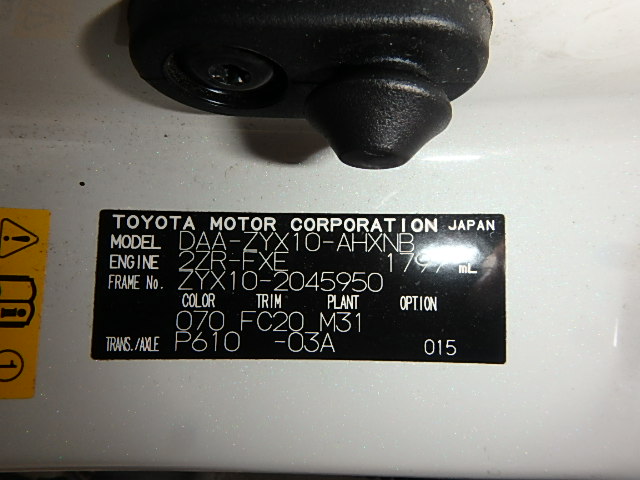 TOYOTA MOTOR CORPORATION JAPAN
MODEL DAA-ZYX10-AHXNB
ENGINE 2ZR-FXE 1797 mL
FRAME No. ZYX10-2045950
COLOR TRIM PLANT OPTION
070 FC20 M31
TRANS./AXLE P610 -03A 015
1